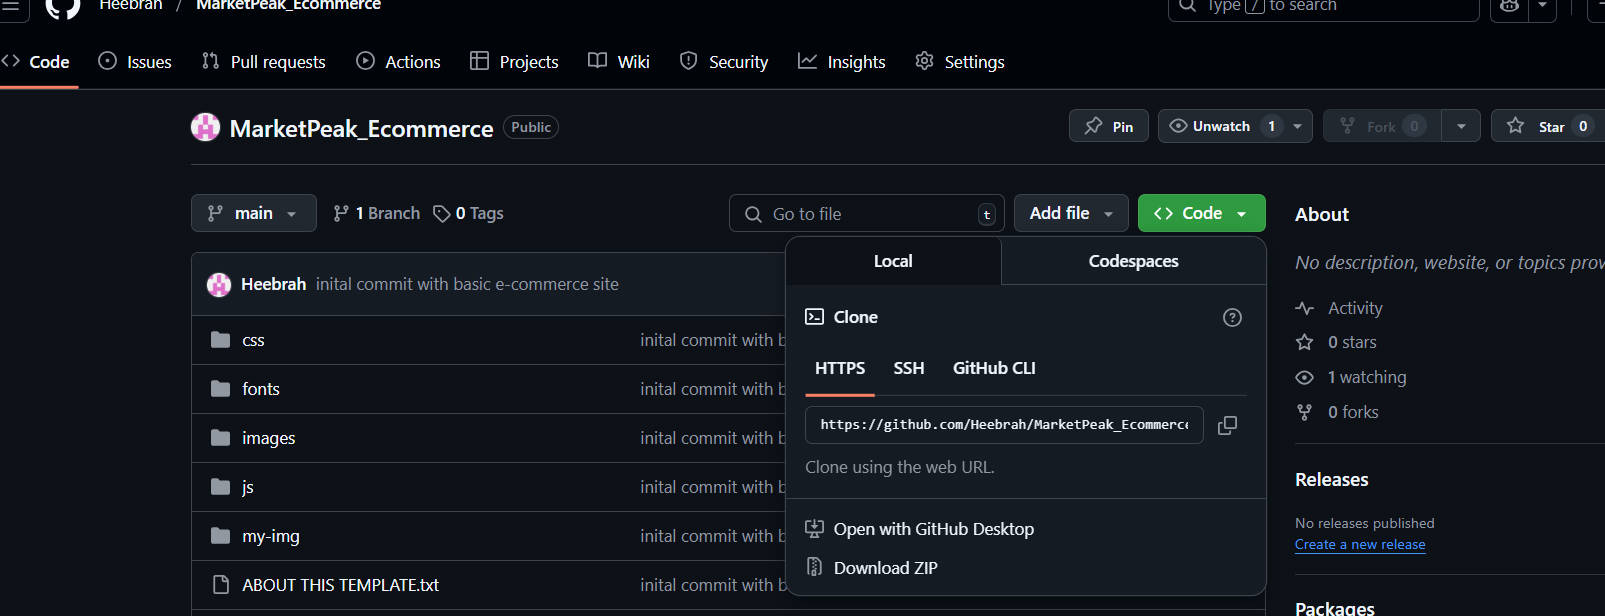 Heebrah / MarketPeak_Ecommerce
Type / to search
Code Issues Pull requests Actions Projects Wiki Security Insights Settings
MarketPeak_Ecommerce Public
Pin Unwatch 1 Fork 0 Star 0
main 1 Branch 0 Tags
Go to file t Add file Code
About
Local Codespaces
No description, website, or topics prov
Heebrah inital commit with basic e-commerce site
Activity
Clone
css inital commit with b
0 stars
HTTPS SSH GitHub CLI
1 watching
fonts inital commit with b
0 forks
https://github.com/Heebrah/MarketPeak_Ecommerce
images inital commit with b
Clone using the web URL.
Releases
js inital commit with b
No releases published
Open with GitHub Desktop
my-img inital commit with b
Create a new release
Download ZIP
ABOUT THIS TEMPLATE.txt inital commit with b
Packages